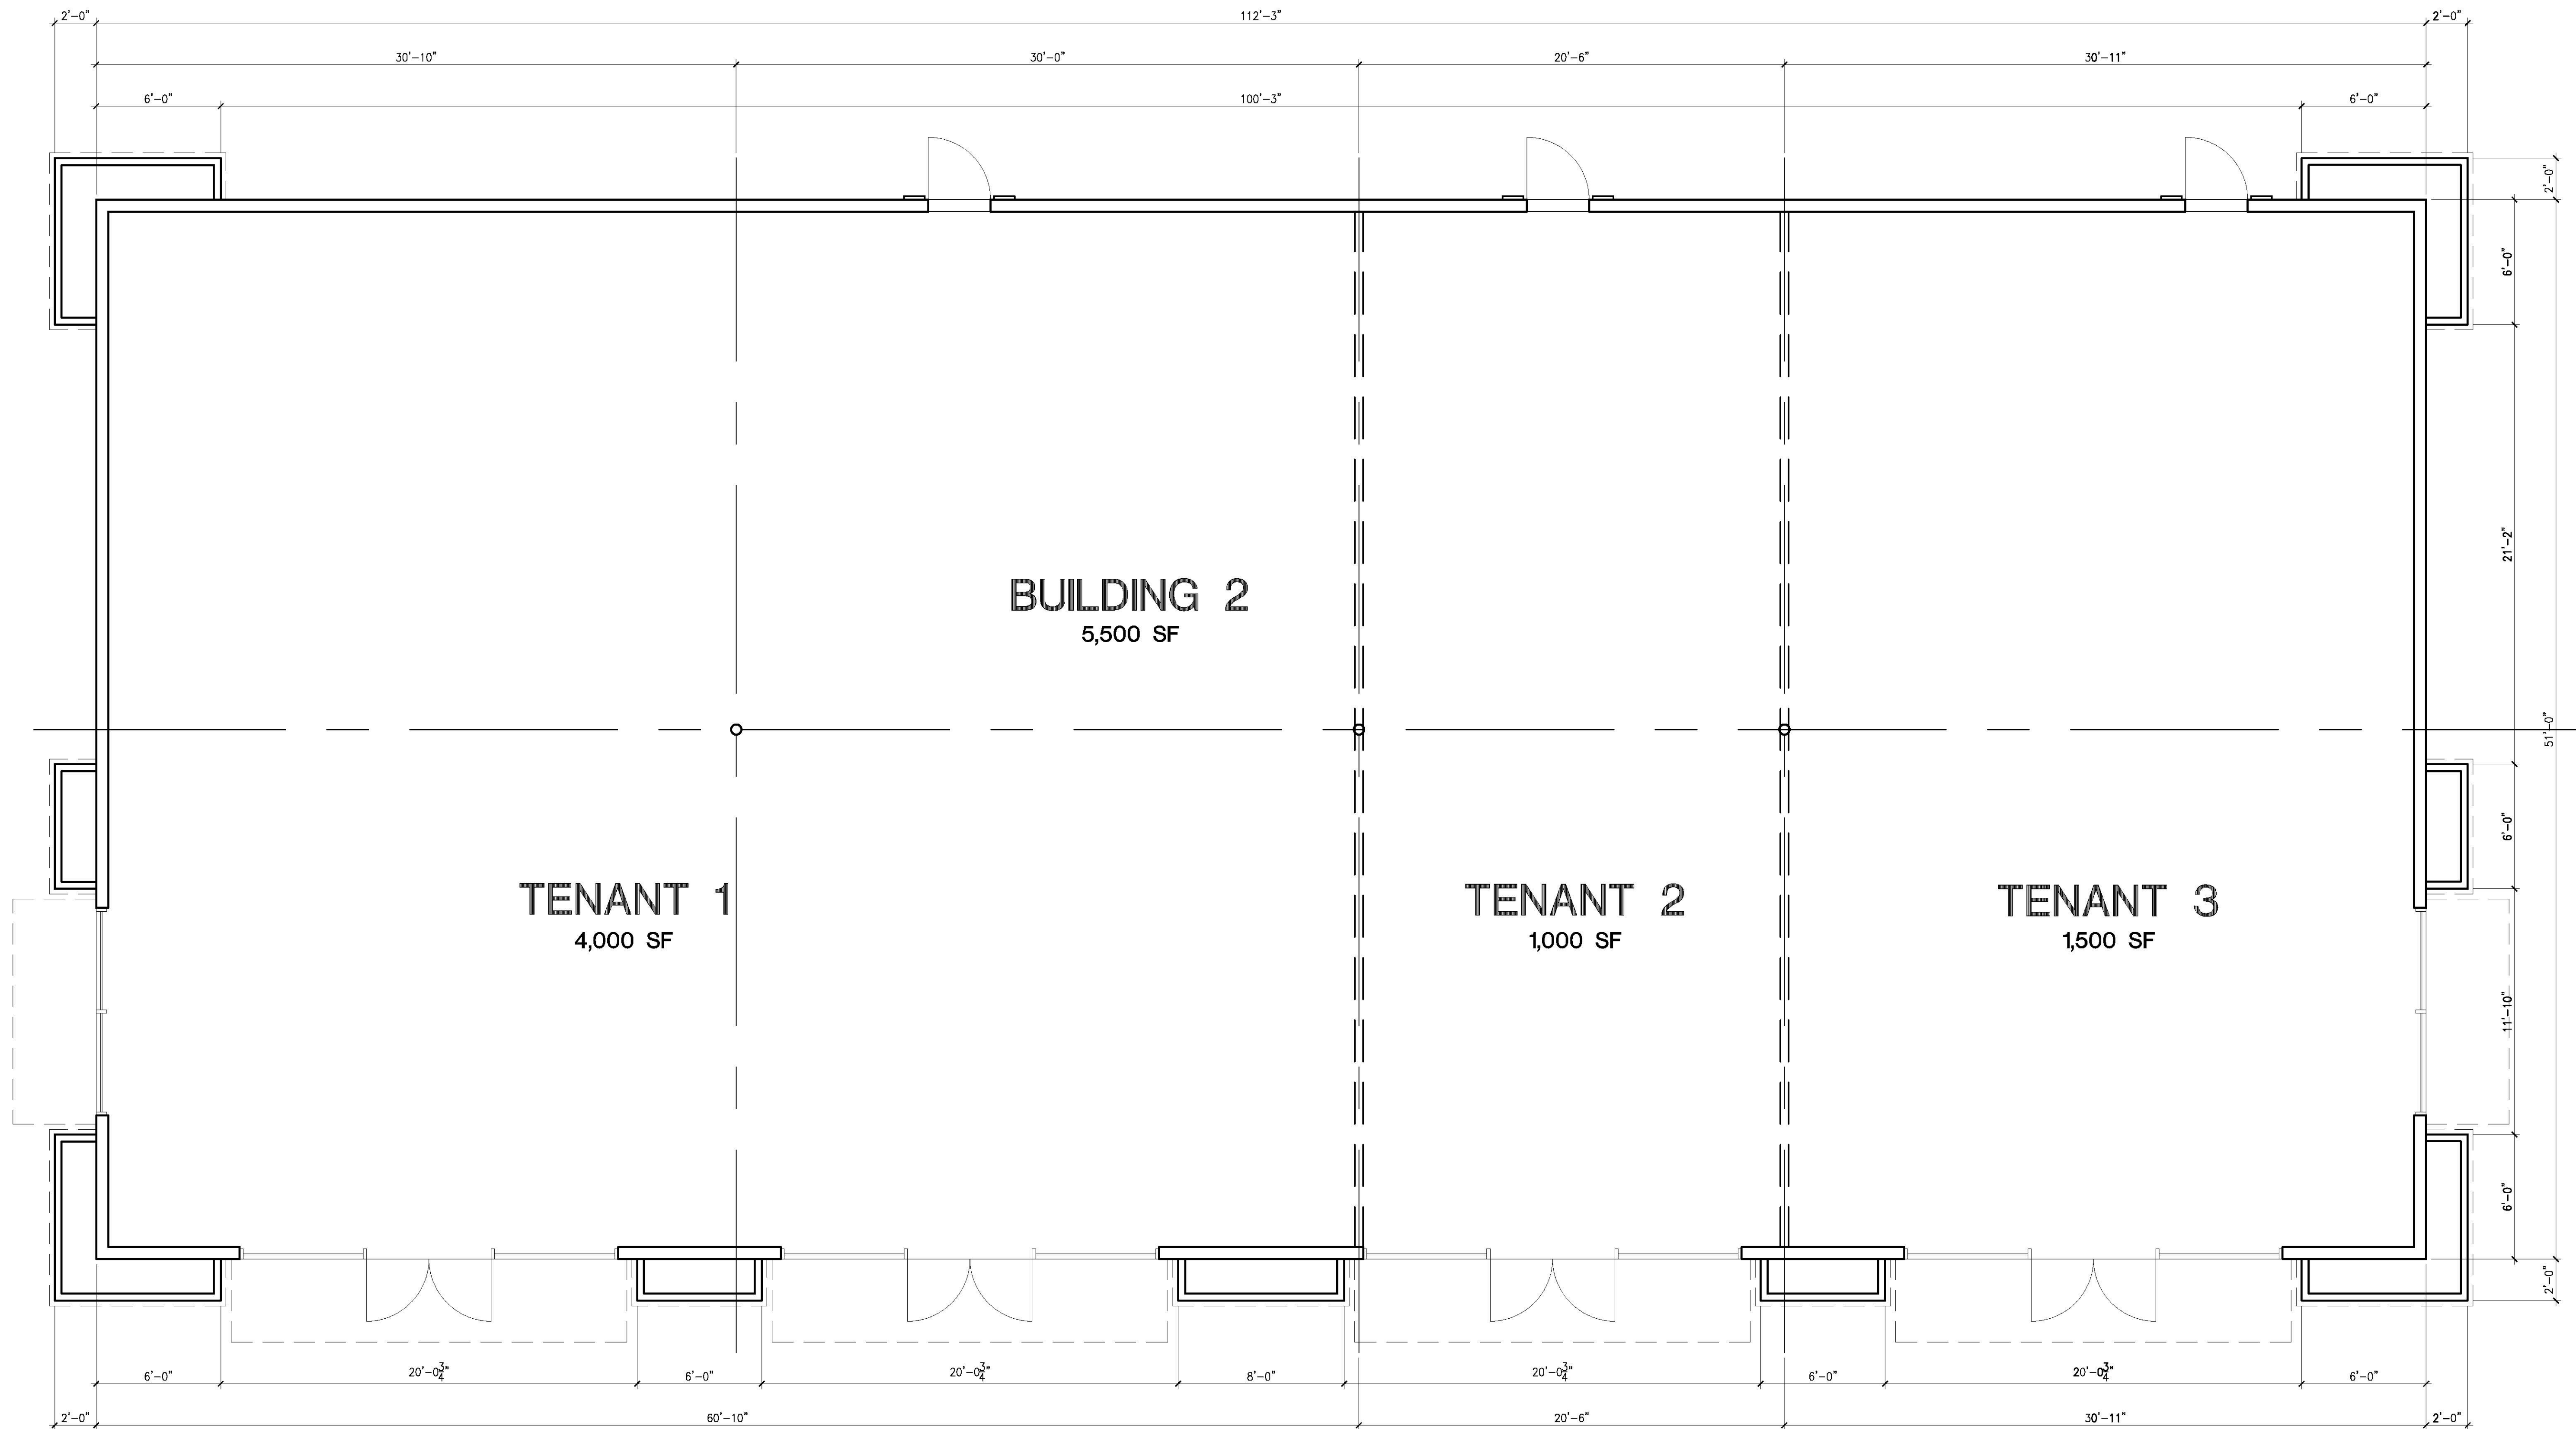 2'-0" 112'-3" 2'-0"
30'-10" 30'-0" 20'-6" 30'-11"
6'-0" 100'-3" 6'-0"
2'-0"
6'-0"
21'-2"
BUILDING 2
5,500 SF
51'-0"
6'-0"
TENANT 1
4,000 SF
TENANT 2
1,000 SF
TENANT 3
1,500 SF
11'-10"
6'-0"
2'-0"
6'-0" 20'-0¾" 6'-0" 20'-0¾" 8'-0" 20'-0¾" 6'-0" 20'-0¾" 6'-0"
2'-0" 60'-10" 20'-6" 30'-11" 2'-0"